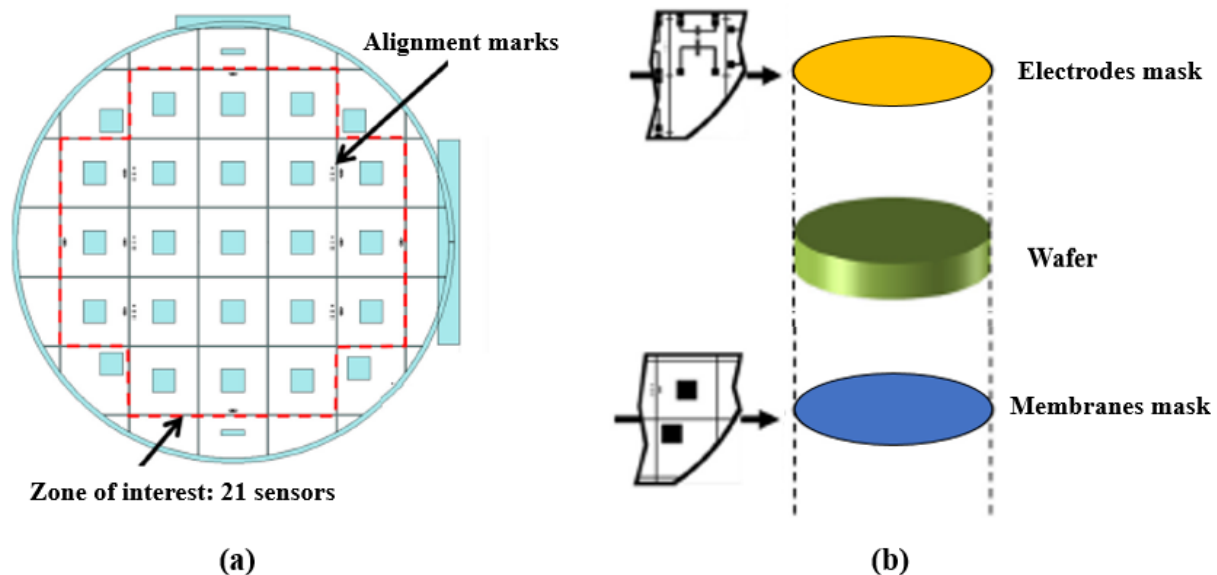 Alignment marks
Zone of interest: 21 sensors
(a)
Electrodes mask
Wafer
Membranes mask
(b)